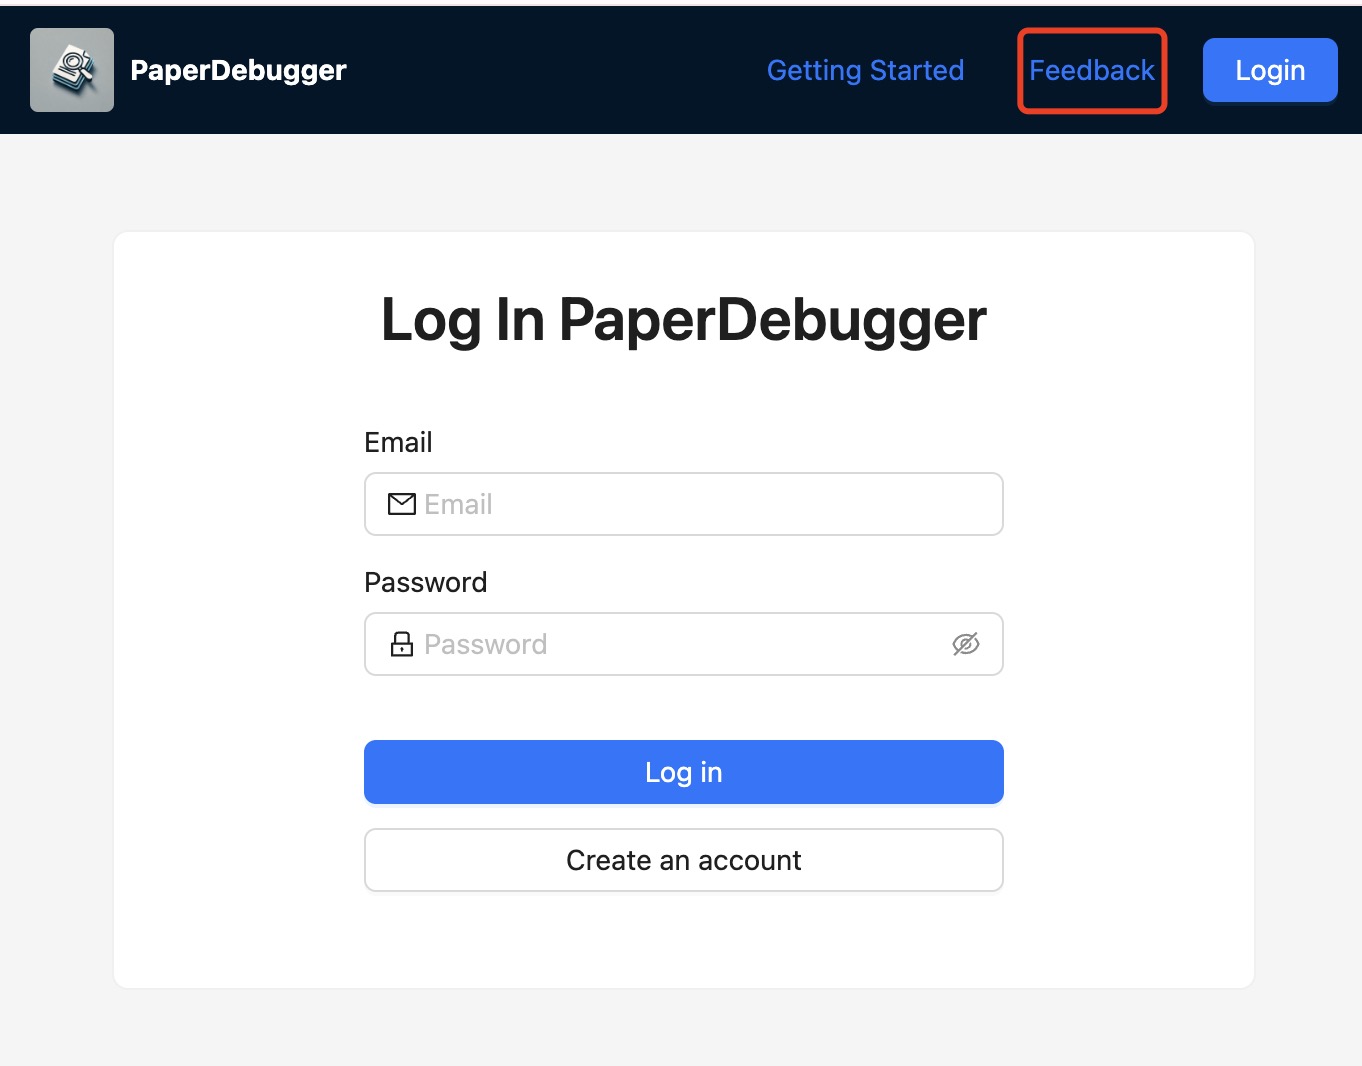 PaperDebugger
Getting Started
Feedback
Login
Log In PaperDebugger
Email
Email
Password
Password
Log in
Create an account